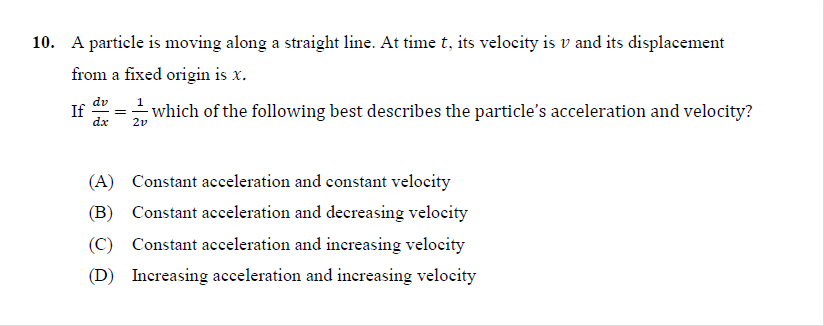 10. A particle is moving along a straight line. At time t, its velocity is v and its displacement
from a fixed origin is x.
If dv/dx = 1/2v which of the following best describes the particle's acceleration and velocity?
(A) Constant acceleration and constant velocity
(B) Constant acceleration and decreasing velocity
(C) Constant acceleration and increasing velocity
(D) Increasing acceleration and increasing velocity